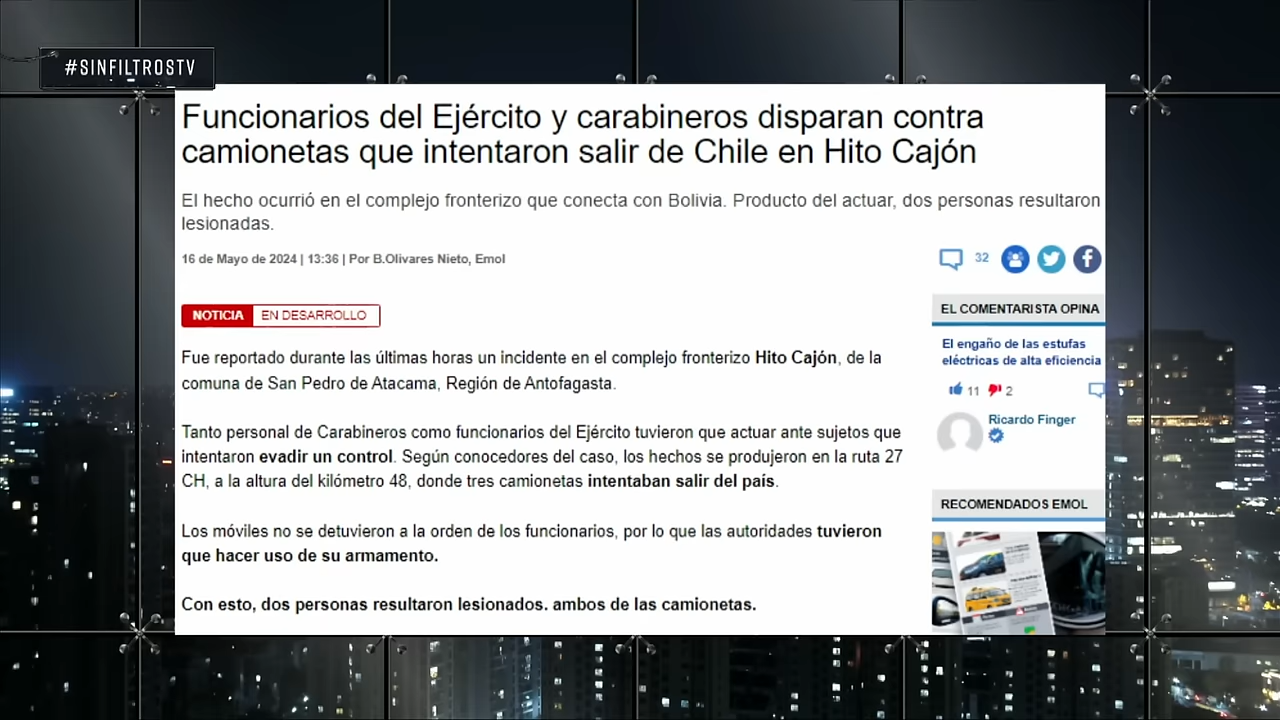 #SINFILTROSTV
Funcionarios del Ejército y carabineros disparan contra
camionetas que intentaron salir de Chile en Hito Cajón
El hecho ocurrió en el complejo fronterizo que conecta con Bolivia. Producto del actuar, dos personas resultaron
lesionadas.
16 de Mayo de 2024 | 13:36 | Por B.Olivares Nieto, Emol
32
NOTICIA EN DESARROLLO
Fue reportado durante las últimas horas un incidente en el complejo fronterizo Hito Cajón, de la
comuna de San Pedro de Atacama, Región de Antofagasta.
Tanto personal de Carabineros como funcionarios del Ejército tuvieron que actuar ante sujetos que
intentaron evadir un control. Según conocedores del caso, los hechos se produjeron en la ruta 27
CH, a la altura del kilómetro 48, donde tres camionetas intentaban salir del país.
Los móviles no se detuvieron a la orden de los funcionarios, por lo que las autoridades tuvieron
que hacer uso de su armamento.
Con esto, dos personas resultaron lesionados. ambos de las camionetas.
EL COMENTARISTA OPINA
El engaño de las estufas
eléctricas de alta eficiencia
11 2
Ricardo Finger
RECOMENDADOS EMOL